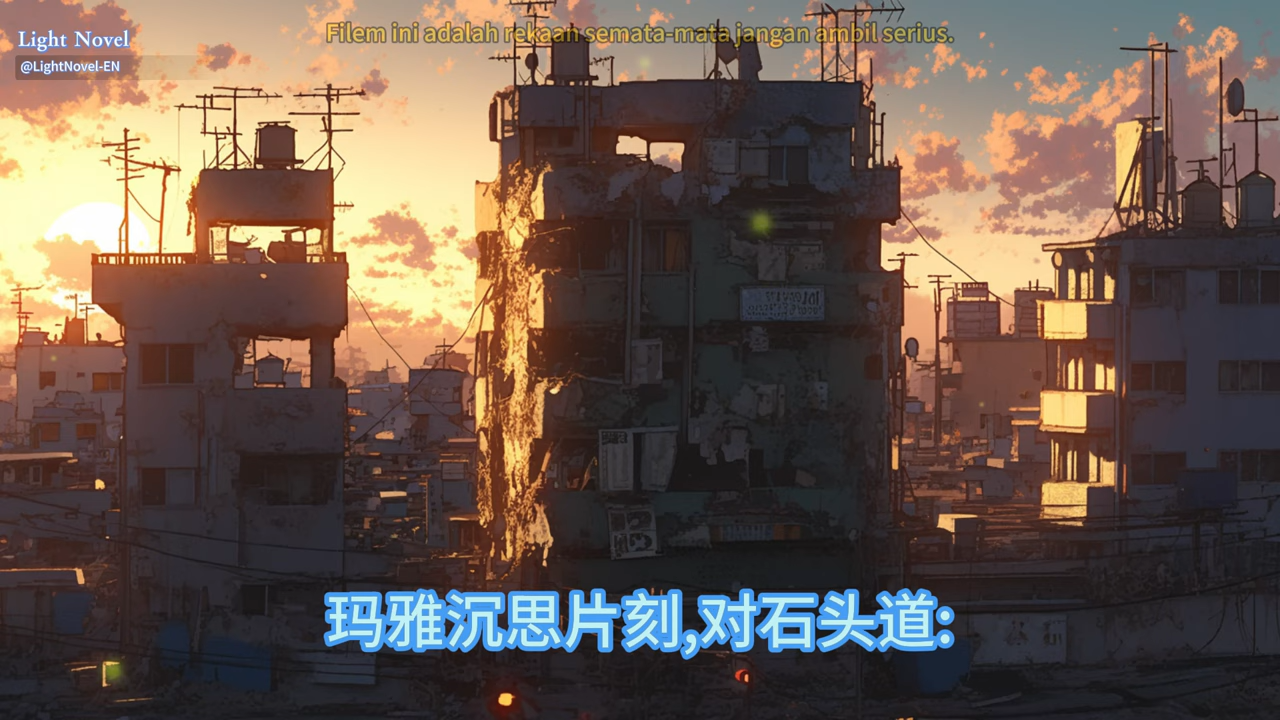 Light Novel
@LightNovel-EN
Filem ini adalah rekaan semata-mata jangan ambil serius.
玛雅沉思片刻,对石头道: